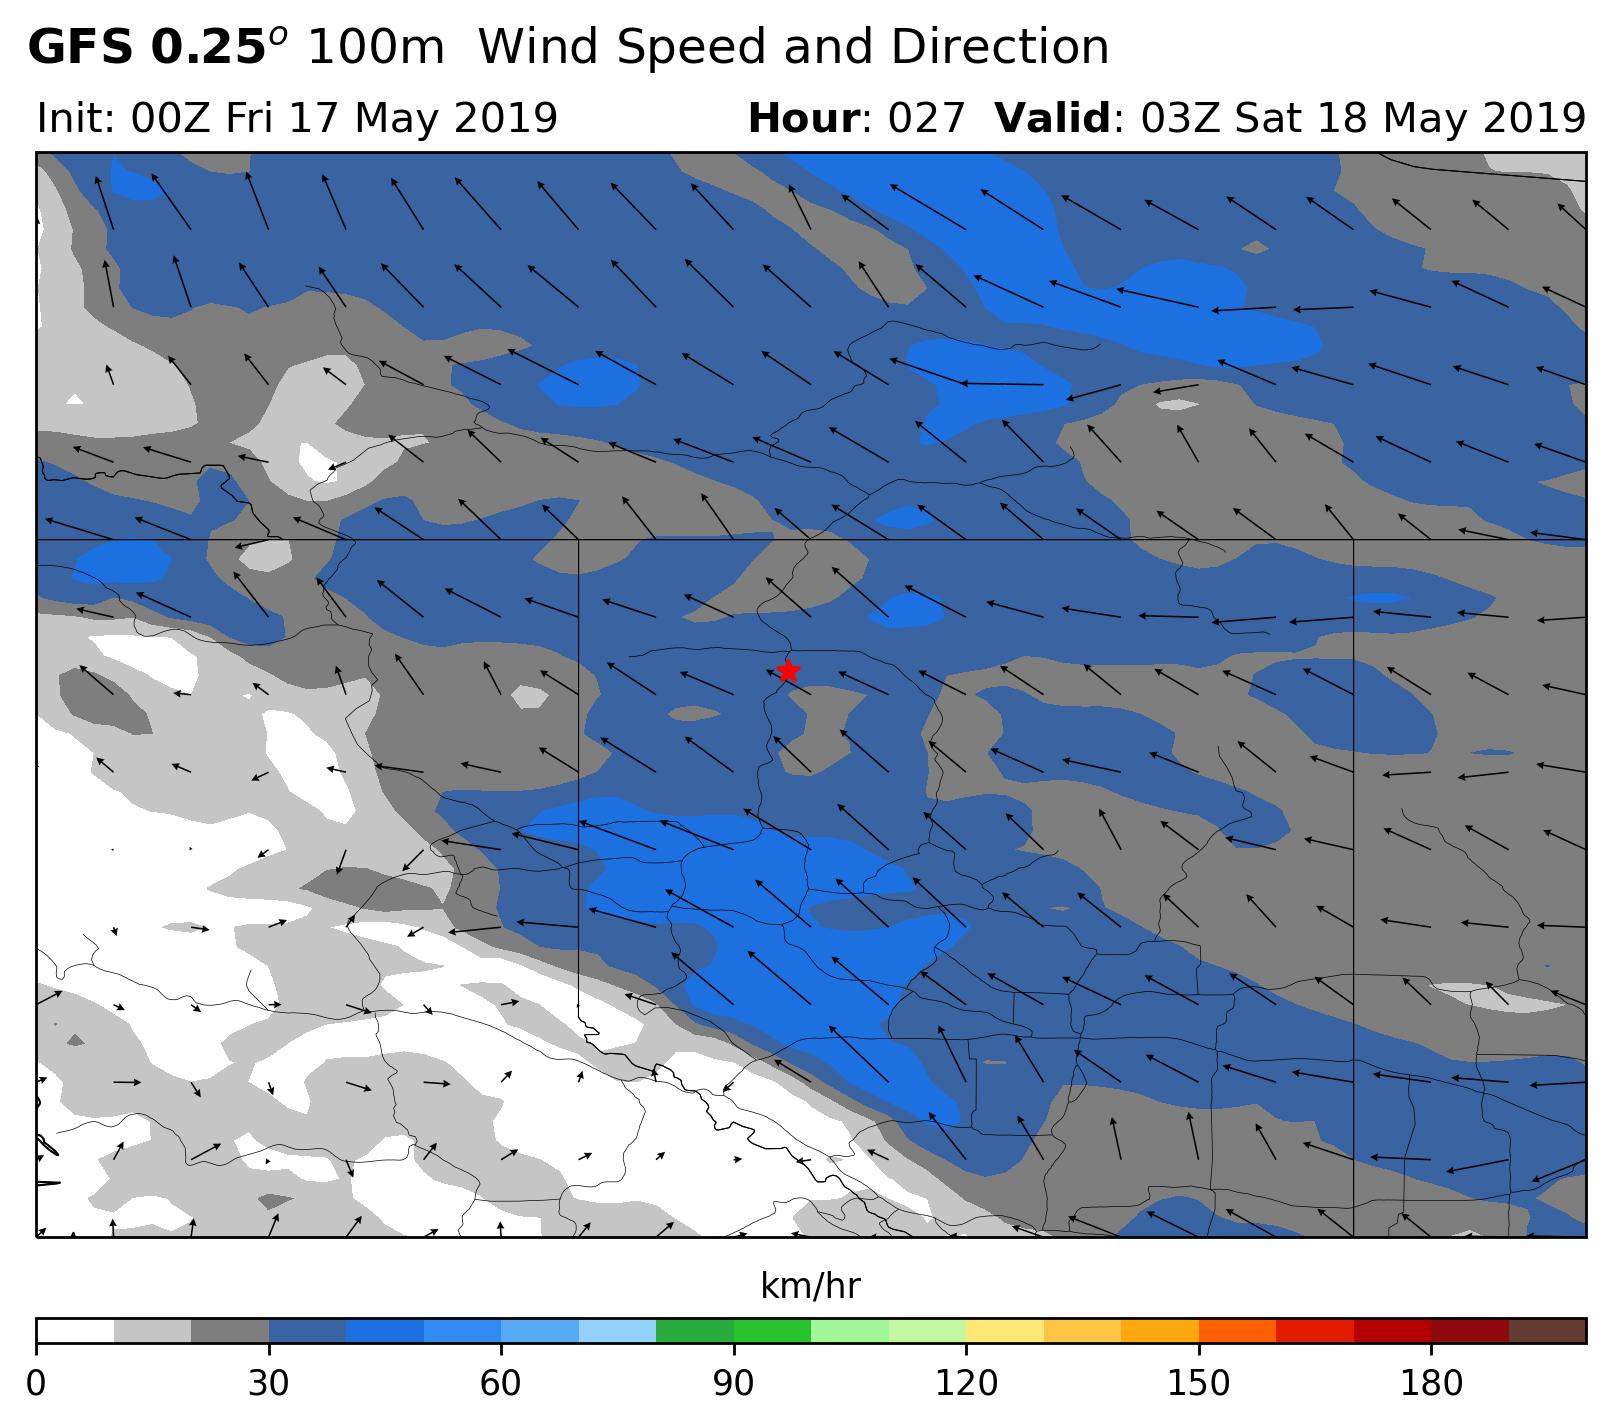 GFS 0.25° 100m Wind Speed and Direction
Init: 00Z Fri 17 May 2019 Hour: 027 Valid: 03Z Sat 18 May 2019
km/hr
0 30 60 90 120 150 180